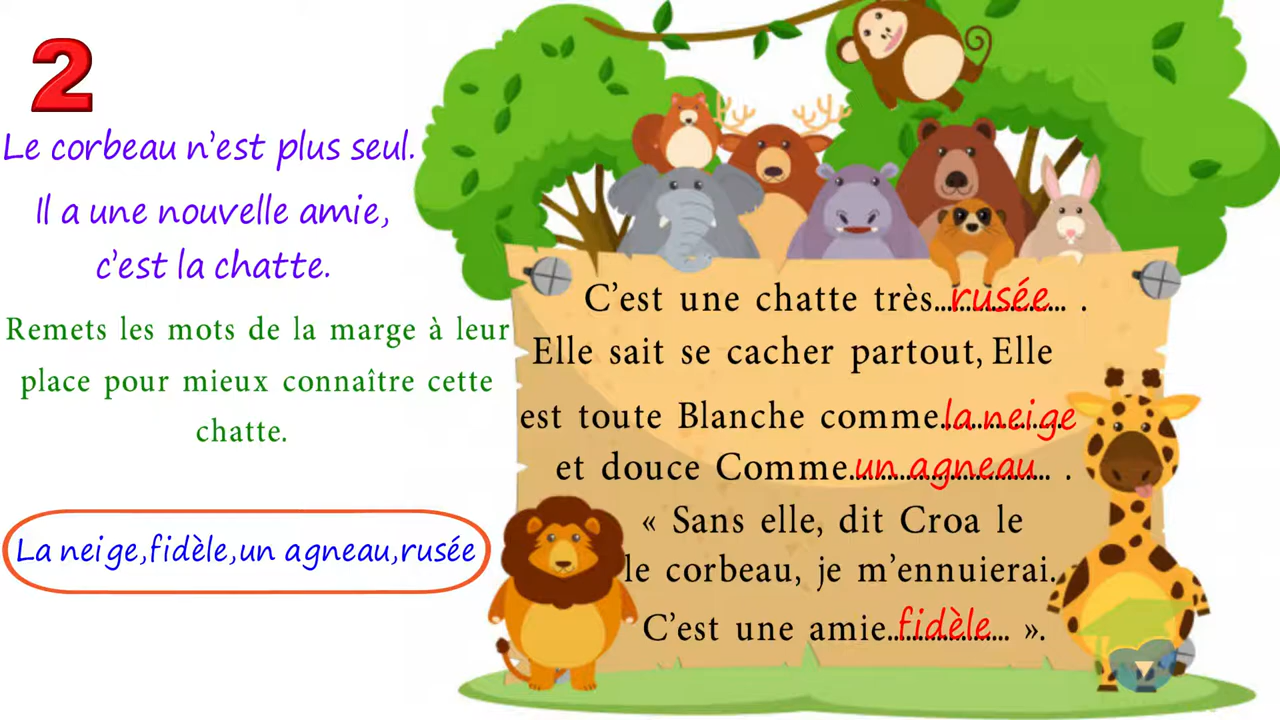 2
Le corbeau n'est plus seul.
Il a une nouvelle amie,
c'est la chatte.
Remets les mots de la marge à leur
place pour mieux connaître cette
chatte.
La neige,fidèle,un agneau,rusée
C'est une chatte très...rusée... .
Elle sait se cacher partout, Elle
est toute Blanche comme.la neige
et douce Comme...un agneau... .
« Sans elle, dit Croa le
le corbeau, je m'ennuierai.
C'est une amie...fidèle... ».